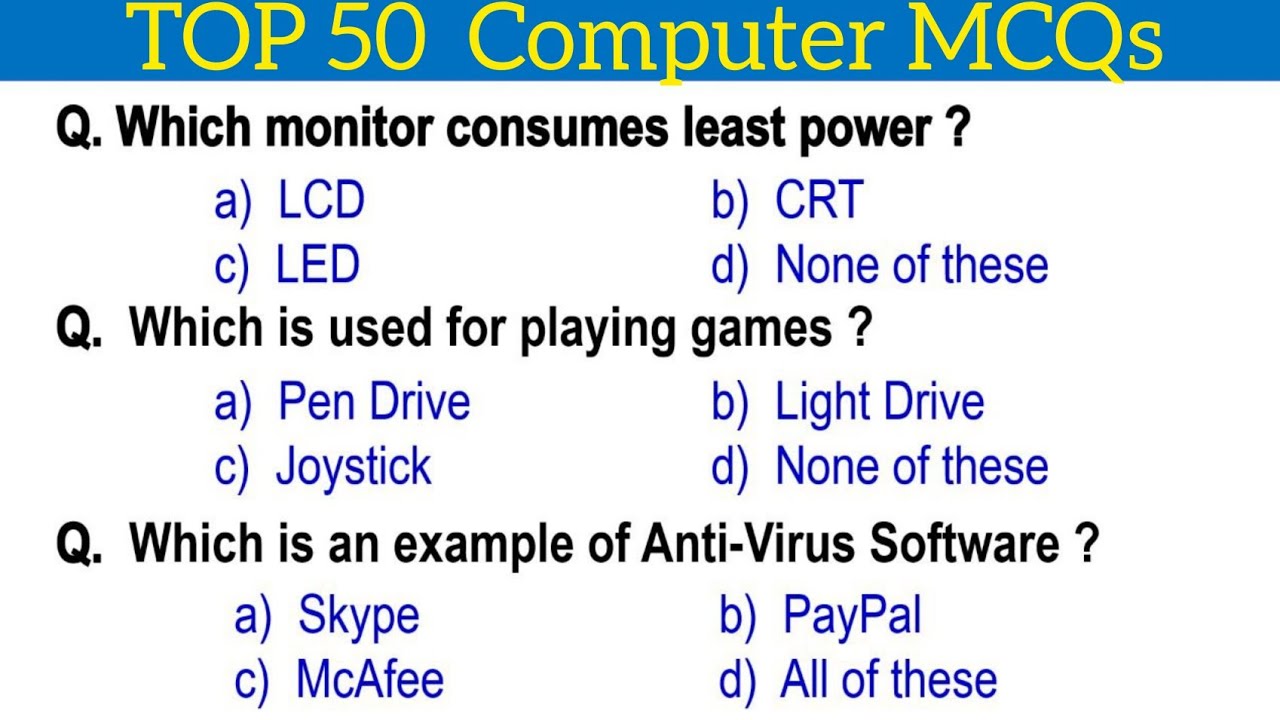 TOP 50 Computer MCQs
Q. Which monitor consumes least power ?
a) LCD b) CRT
c) LED d) None of these
Q. Which is used for playing games ?
a) Pen Drive b) Light Drive
c) Joystick d) None of these
Q. Which is an example of Anti-Virus Software ?
a) Skype b) PayPal
c) McAfee d) All of these